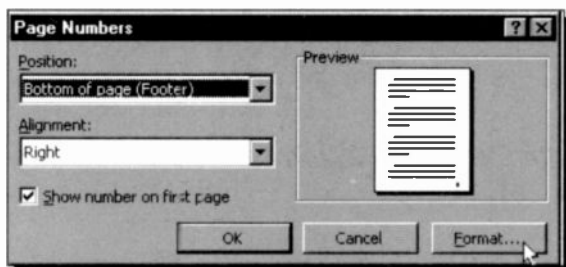 Page Numbers
Position:
Bottom of page (Footer)
Alignment:
Right
Show number on first page
Preview
OK
Cancel
Format...